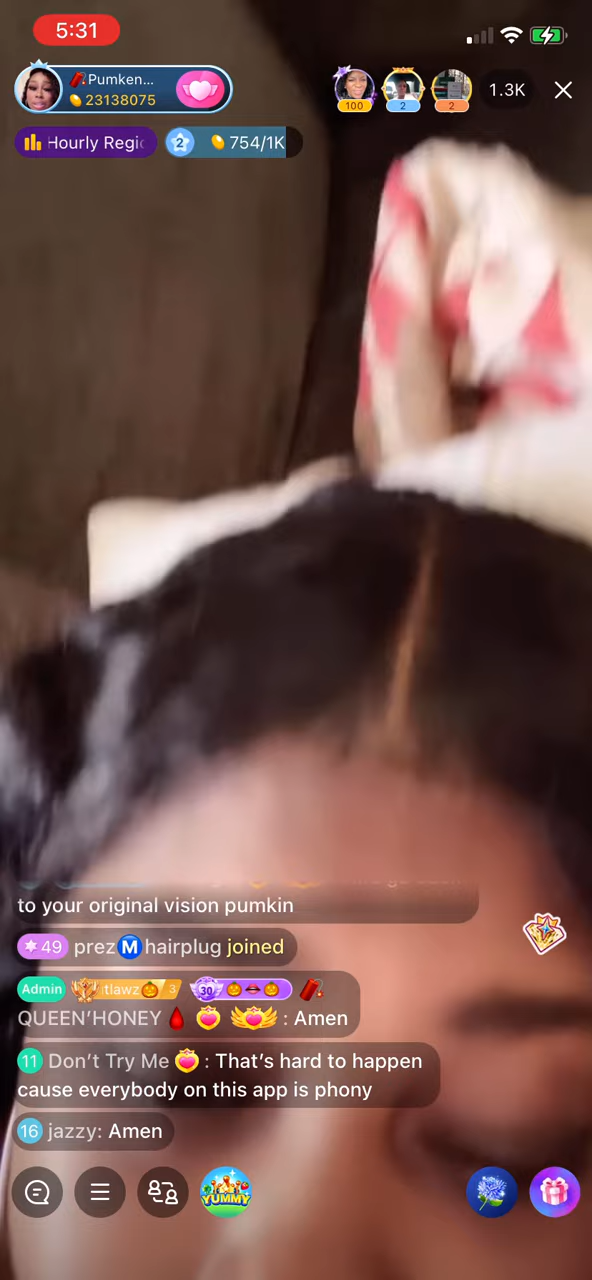 5:31
Pumken...
23138075
100
2
2
1.3K
Hourly Regi
2
754/1K
to your original vision pumkin
49 prez M hairplug joined
Admin itlawz 3 30
QUEEN’HONEY : Amen
11 Don’t Try Me : That’s hard to happen
cause everybody on this app is phony
16 jazzy: Amen
YUMMY